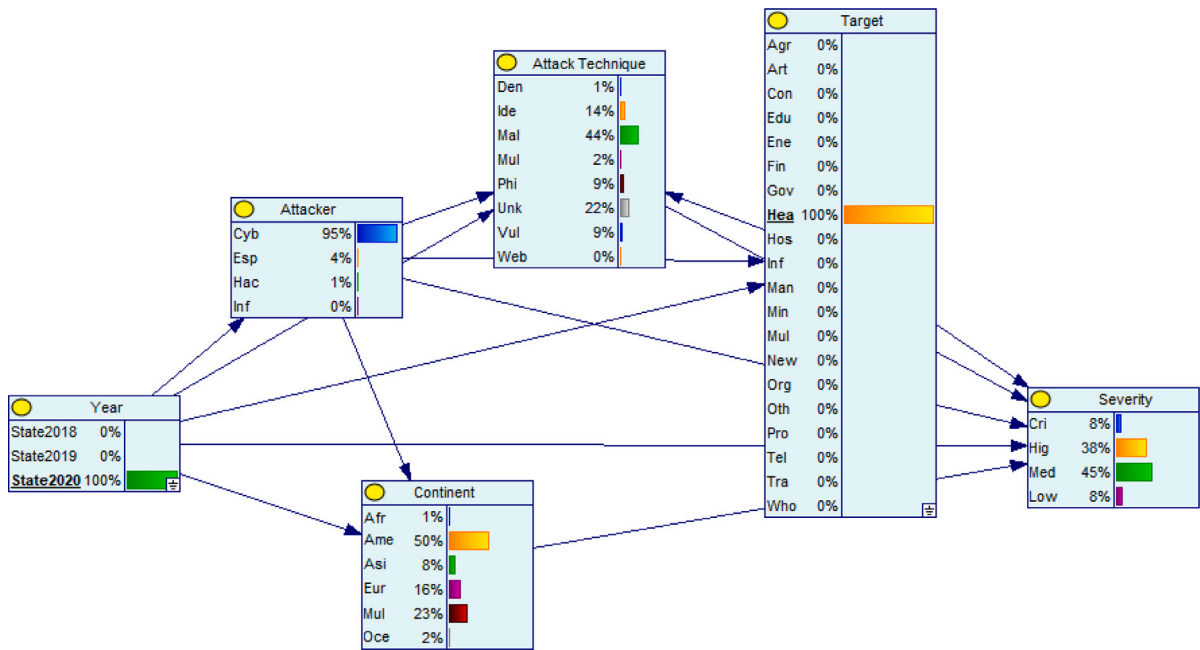 Target
Agr 0%
Art 0%
Con 0%
Edu 0%
Ene 0%
Fin 0%
Gov 0%
Hea 100%
Hos 0%
Inf 0%
Man 0%
Min 0%
Mul 0%
New 0%
Org 0%
Oth 0%
Pro 0%
Tel 0%
Tra 0%
Who 0%
Attack Technique
Den 1%
Ide 14%
Mal 44%
Mul 2%
Phi 9%
Unk 22%
Vul 9%
Web 0%
Attacker
Cyb 95%
Esp 4%
Hac 1%
Inf 0%
Year
State2018 0%
State2019 0%
State2020 100%
Continent
Afr 1%
Ame 50%
Asi 8%
Eur 16%
Mul 23%
Oce 2%
Severity
Cri 8%
Hig 38%
Med 45%
Low 8%